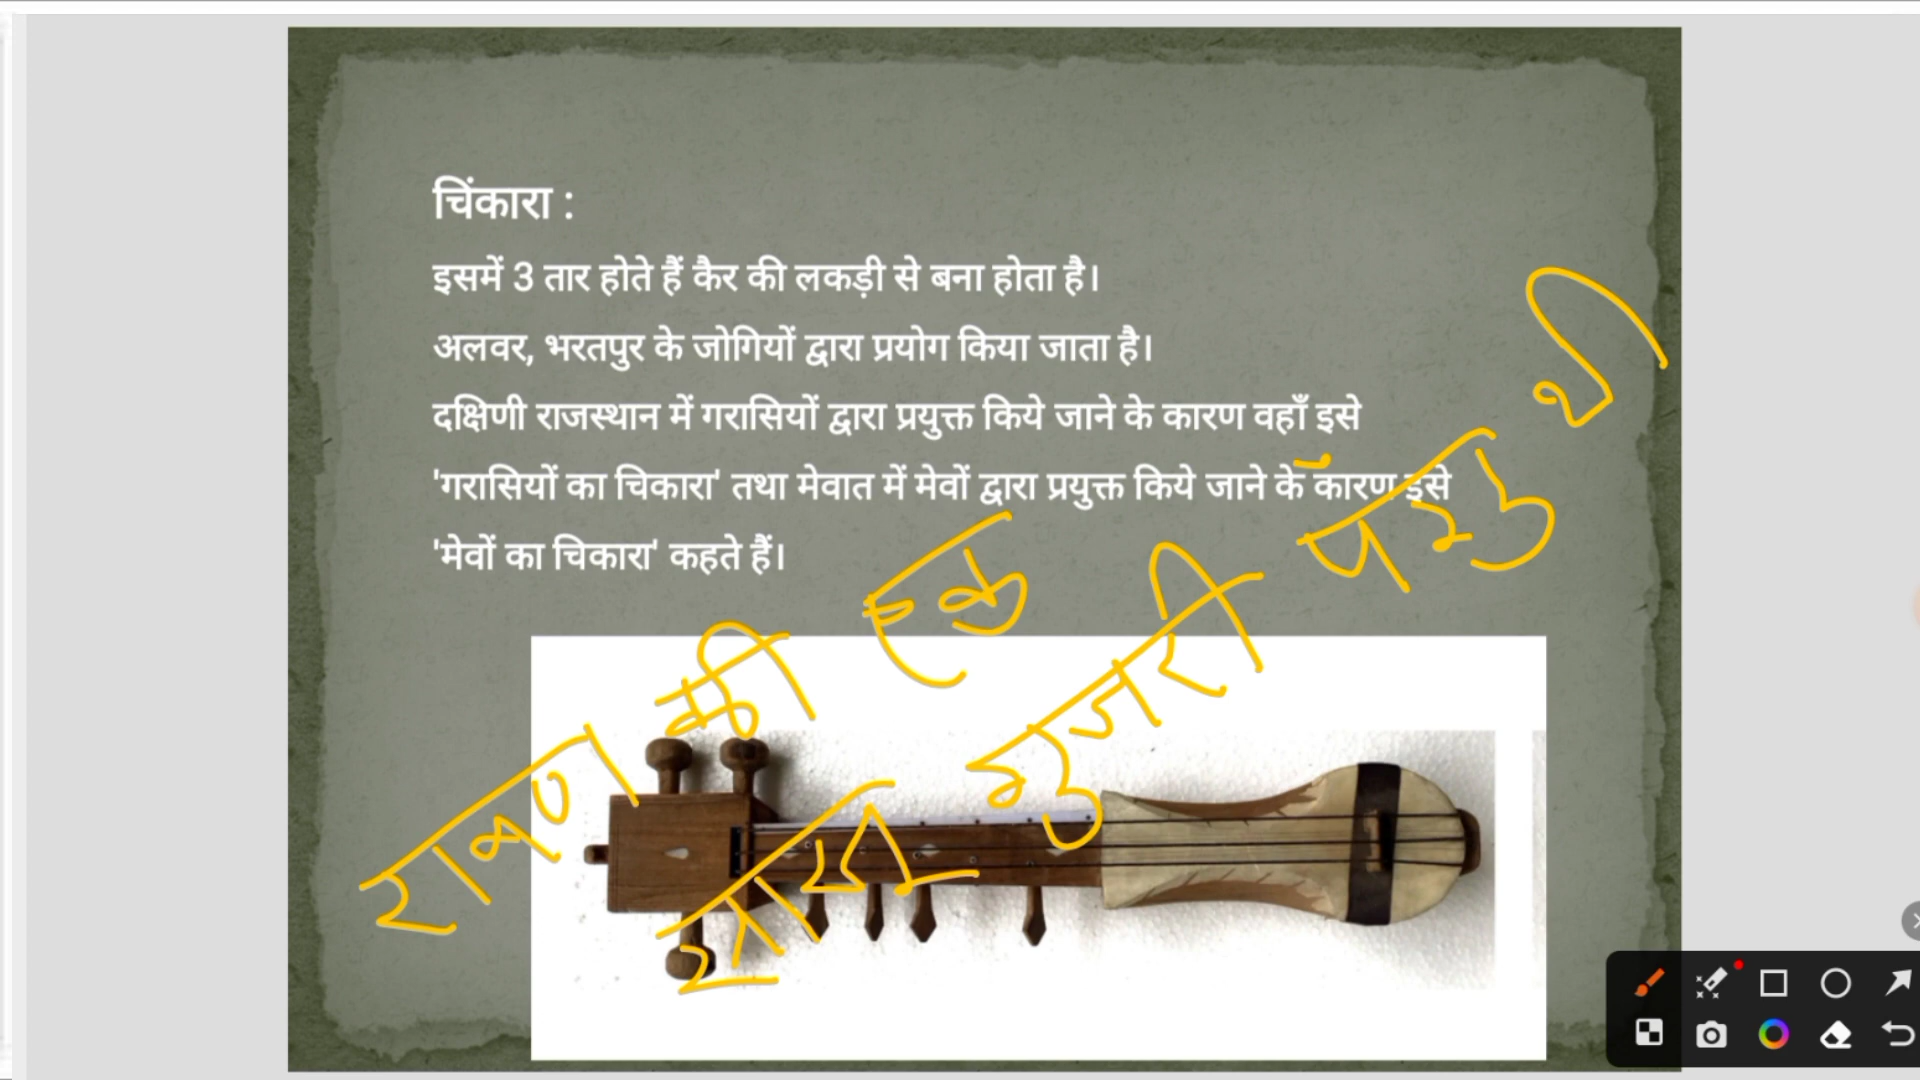 चिंकारा :
इसमें 3 तार होते हैं कैर की लकड़ी से बना होता है।
अलवर, भरतपुर के जोगियों द्वारा प्रयोग किया जाता है।
दक्षिणी राजस्थान में गरासियों द्वारा प्रयुक्त किये जाने के कारण वहाँ इसे
'गरासियों का चिकारा' तथा मेवात में मेवों द्वारा प्रयुक्त किये जाने के कारण इसे
'मेवों का चिकारा' कहते हैं।
रावण की एक
गुजरी